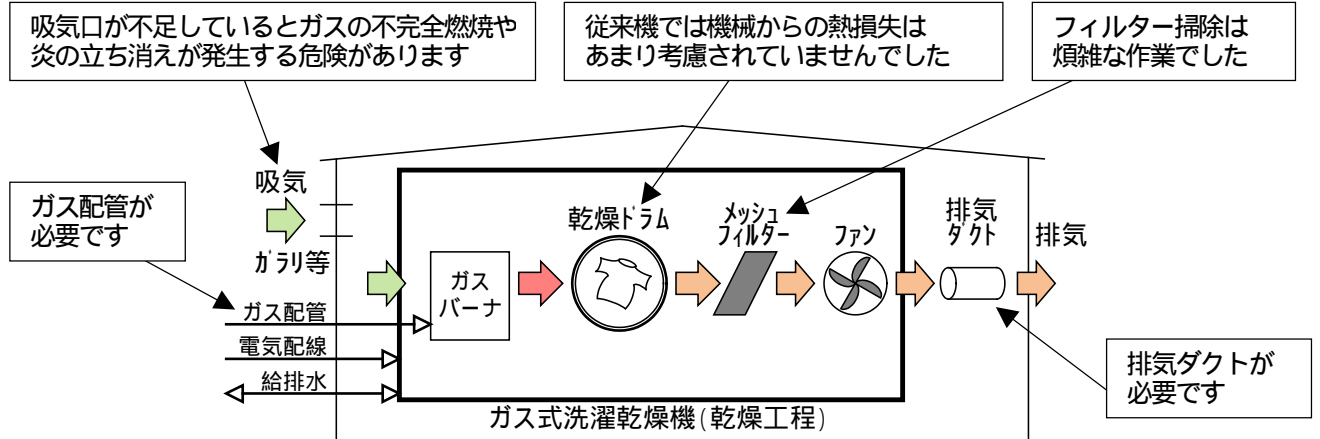 吸気口が不足しているとガスの不完全燃焼や
炎の立ち消えが発生する危険があります
従来機では機械からの熱損失は
あまり考慮されていませんでした
フィルター掃除は
煩雑な作業でした
ガス配管が
必要です
吸気
ガラリ等
ガス
バーナ
乾燥ドラム
メッシュ
フィルター
ファン
排気
ダクト
排気
ガス配管
電気配線
給排水
排気ダクトが
必要です
ガス式洗濯乾燥機(乾燥工程)